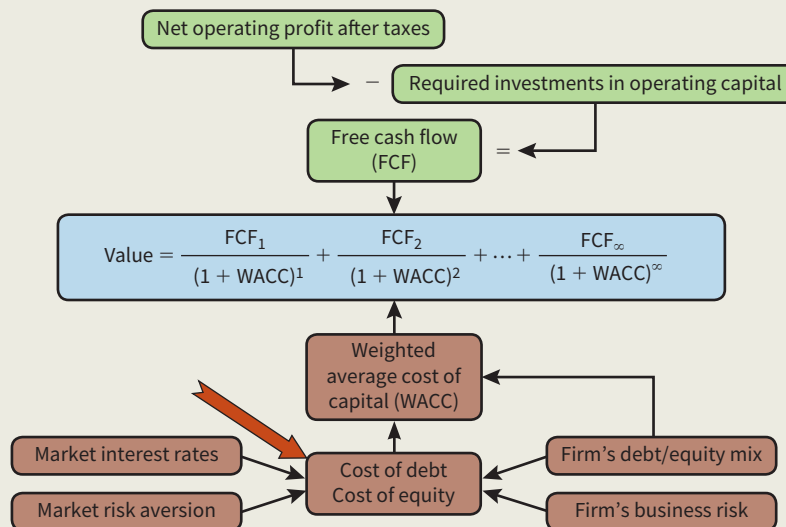 Net operating profit after taxes
− Required investments in operating capital
Free cash flow
(FCF) =
Value = FCF₁ / (1 + WACC)¹ + FCF₂ / (1 + WACC)² + … + FCF∞ / (1 + WACC)∞
Weighted
average cost of
capital (WACC)
Market interest rates
Market risk aversion
Cost of debt
Cost of equity
Firm’s debt/equity mix
Firm’s business risk